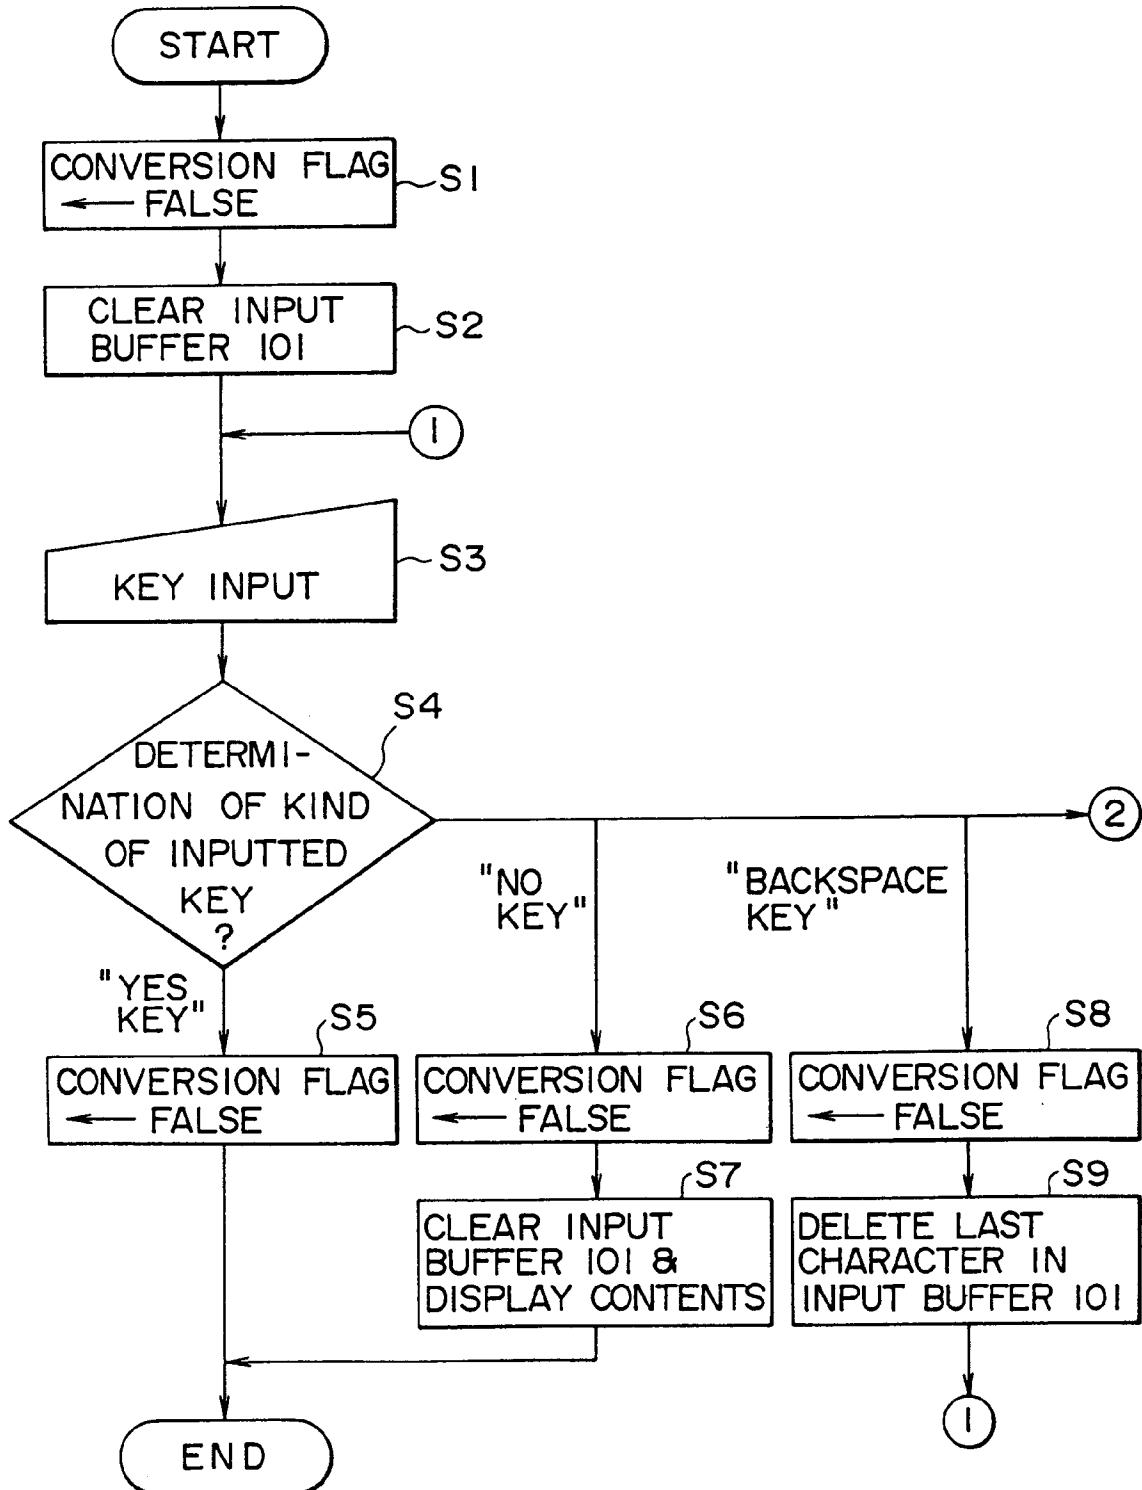 START
CONVERSION FLAG
← FALSE
S1
CLEAR INPUT
BUFFER 101
S2
1
KEY INPUT
S3
S4
DETERMI-
NATION OF KIND
OF INPUTTED
KEY
?
2
"NO
KEY"
"BACKSPACE
KEY"
"YES
KEY"
S5
CONVERSION FLAG
← FALSE
S6
CONVERSION FLAG
← FALSE
S8
CONVERSION FLAG
← FALSE
S7
CLEAR INPUT
BUFFER 101 &
DISPLAY CONTENTS
S9
DELETE LAST
CHARACTER IN
INPUT BUFFER 101
1
END